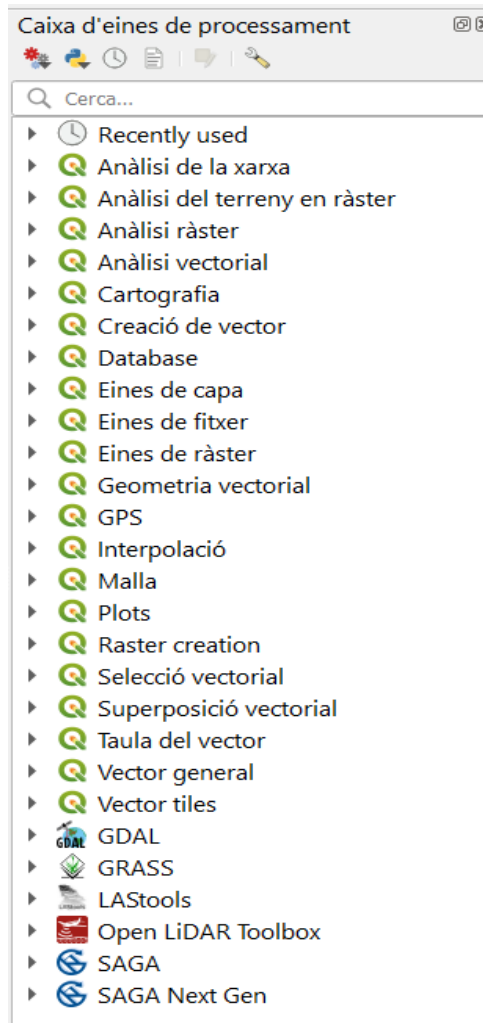 Caixa d'eines de processament
Cerca...
Recently used
Anàlisi de la xarxa
Anàlisi del terreny en ràster
Anàlisi ràster
Anàlisi vectorial
Cartografia
Creació de vector
Database
Eines de capa
Eines de fitxer
Eines de ràster
Geometria vectorial
GPS
Interpolació
Malla
Plots
Raster creation
Selecció vectorial
Superposició vectorial
Taula del vector
Vector general
Vector tiles
GDAL GDAL
GRASS
LAStools
Open LiDAR Toolbox
SAGA
SAGA Next Gen